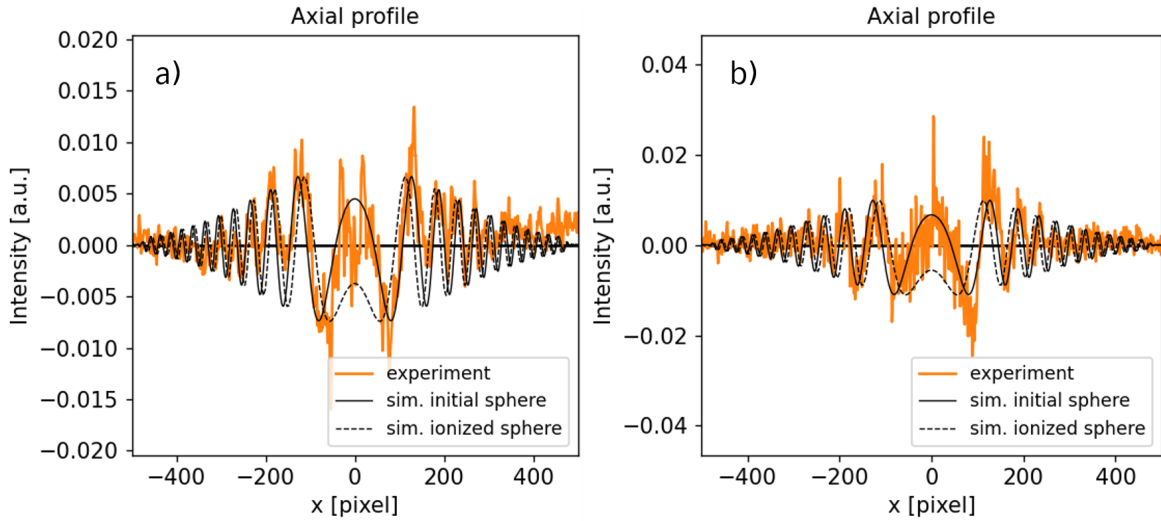 Axial profile
a)
0.020
0.015
0.010
0.005
0.000
−0.005
−0.010
−0.015
−0.020
Intensity [a.u.]
−400 −200 0 200 400
x [pixel]
experiment
sim. initial sphere
sim. ionized sphere
Axial profile
b)
0.04
0.02
0.00
−0.02
−0.04
Intensity [a.u.]
−400 −200 0 200 400
x [pixel]
experiment
sim. initial sphere
sim. ionized sphere